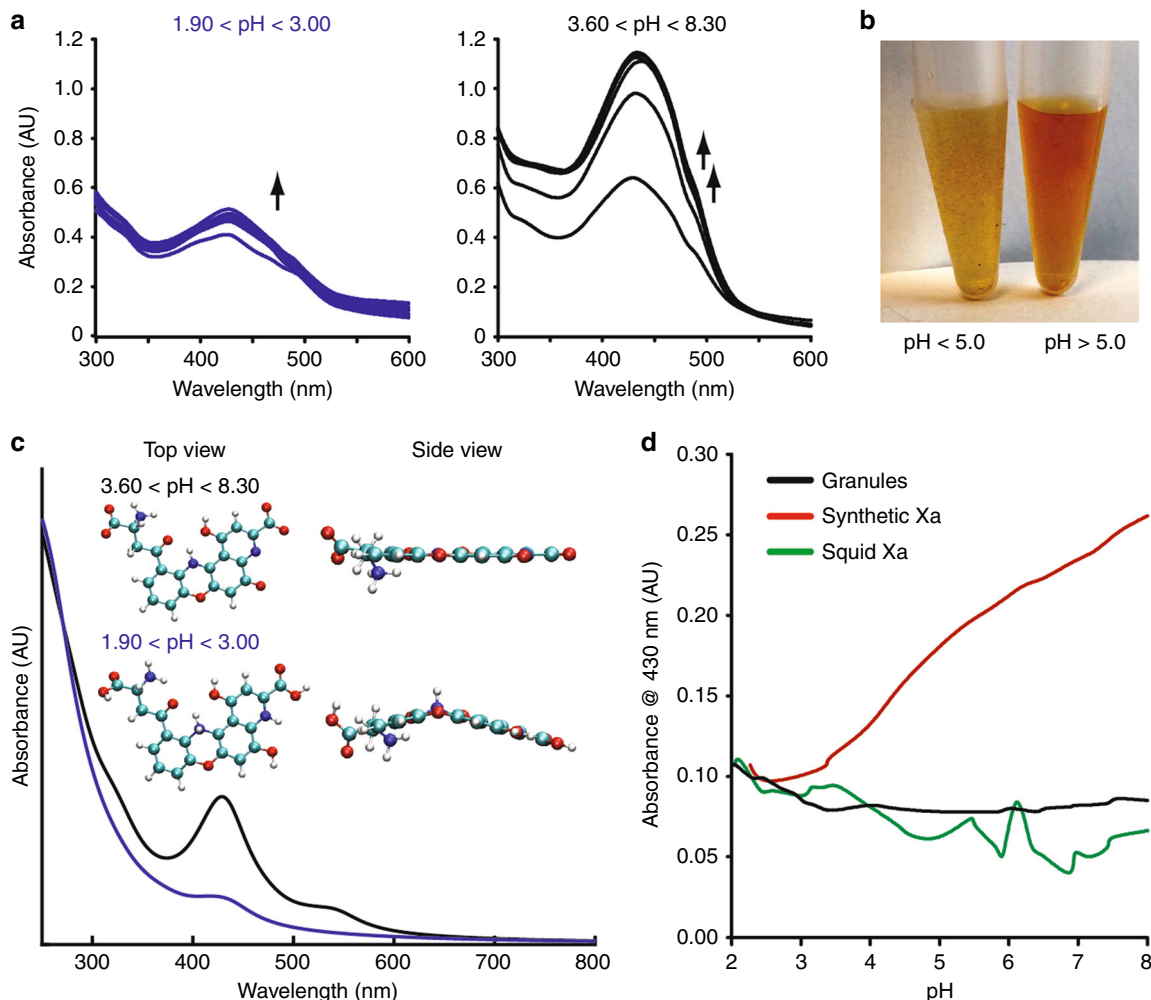 a
1.90 < pH < 3.00
3.60 < pH < 8.30
b
Absorbance (AU)
1.2
1.0
0.8
0.6
0.4
0.2
0
300
400
500
600
Wavelength (nm)
1.2
1.0
0.8
0.6
0.4
0.2
0
300
400
500
600
Wavelength (nm)
pH < 5.0
pH > 5.0
c
Top view
Side view
3.60 < pH < 8.30
1.90 < pH < 3.00
Absorbance (AU)
300
400
500
600
700
800
Wavelength (nm)
d
Absorbance @ 430 nm (AU)
0.30
0.25
0.20
0.15
0.10
0.05
0.00
Granules
Synthetic Xa
Squid Xa
2
3
4
5
6
7
8
pH